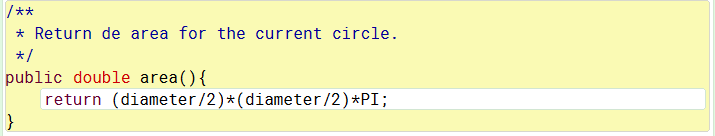 /**
 * Return de area for the current circle.
 */
public double area(){
    return (diameter/2)*(diameter/2)*PI;
}